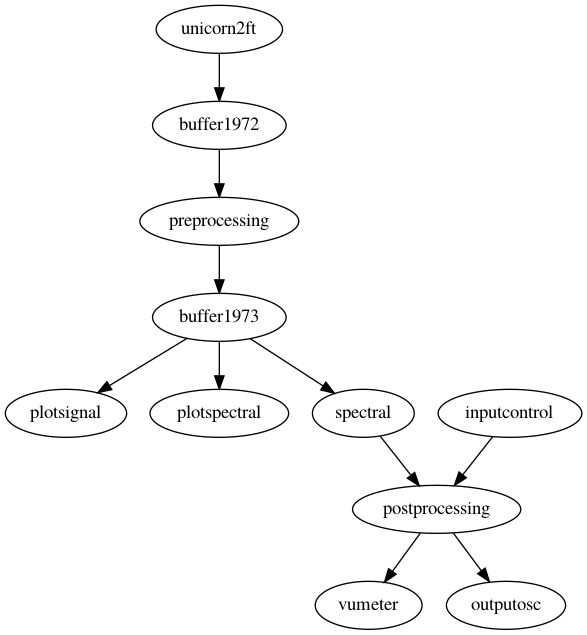 unicorn2ft
buffer1972
preprocessing
buffer1973
plotsignal
plotspectral
spectral
inputcontrol
postprocessing
vumeter
outputosc